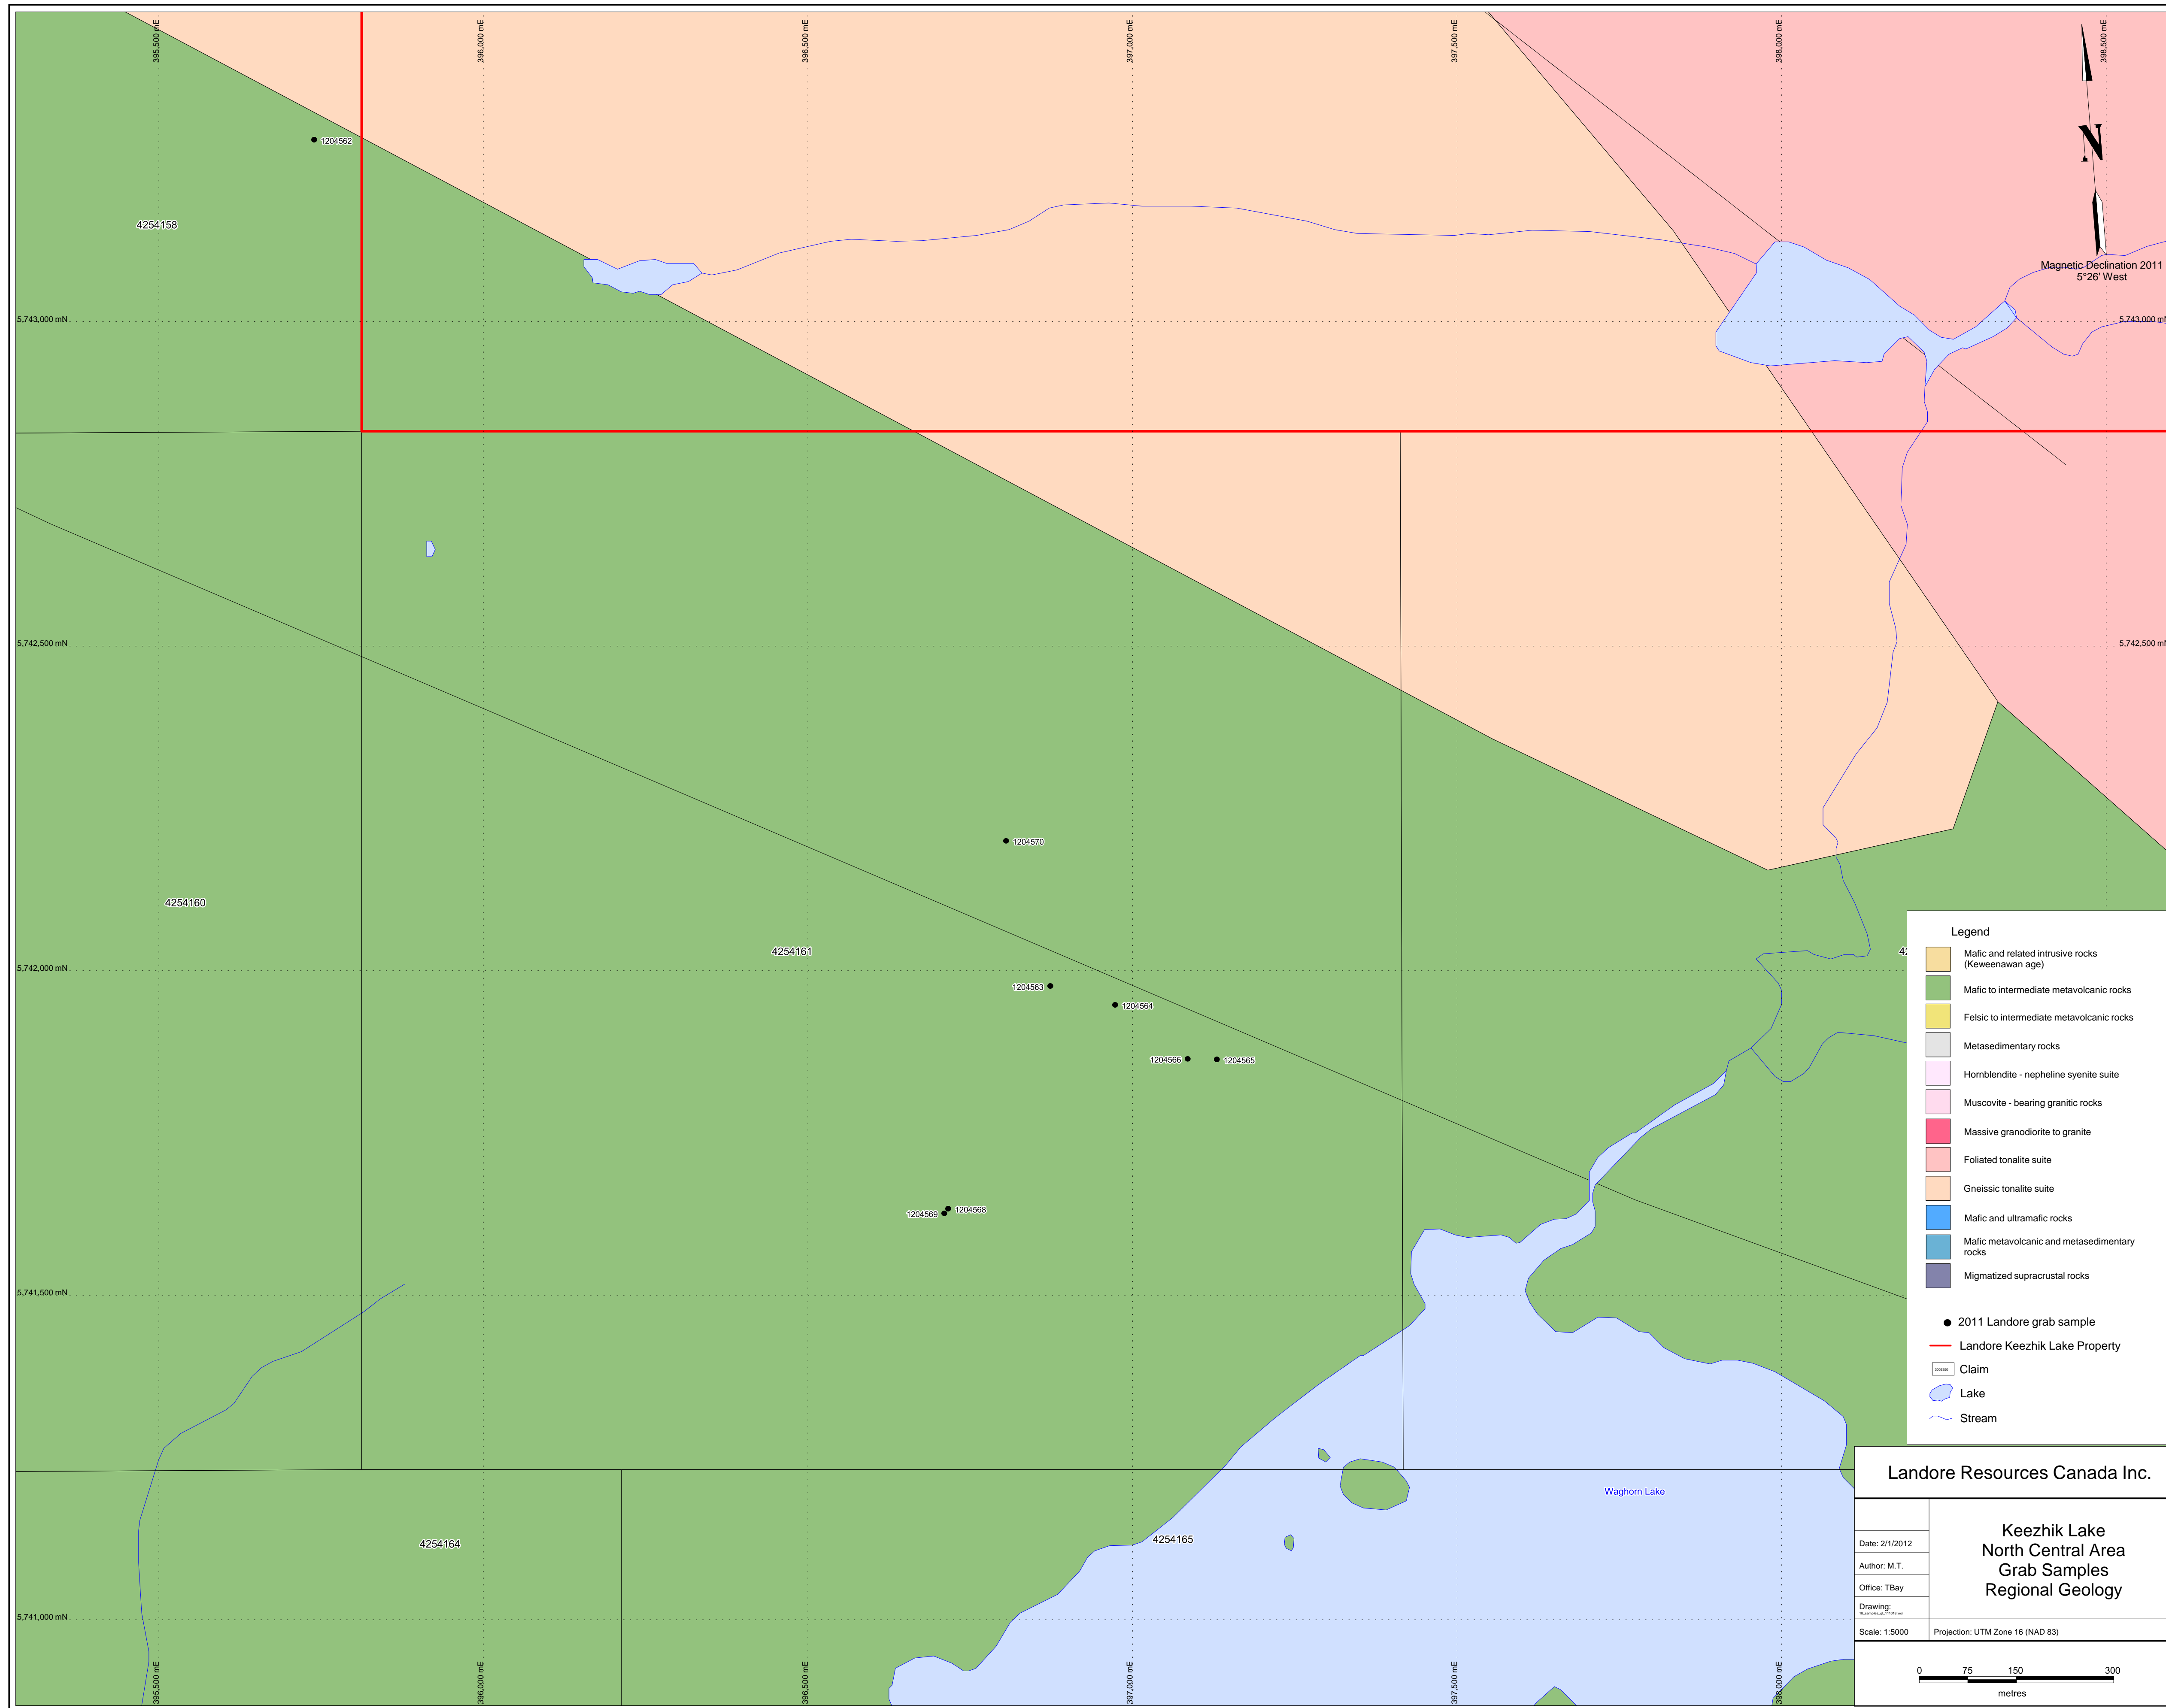 395,500 mE
396,000 mE
396,500 mE
397,000 mE
397,500 mE
398,000 mE
398,500 mE
1204562
4254158
N
Magnetic Declination 2011
5°26' West
5,743,000 mN
5,743,000 mN
5,742,500 mN
5,742,500 mN
1204570
4254160
4254161
42
5,742,000 mN
1204563
1204564
1204566
1204565
1204569
1204568
5,741,500 mN
Waghorn Lake
4254164
4254165
5,741,000 mN
395,500 mE
396,000 mE
396,500 mE
397,000 mE
397,500 mE
398,000 mE
Legend
Mafic and related intrusive rocks
(Keweenawan age)
Mafic to intermediate metavolcanic rocks
Felsic to intermediate metavolcanic rocks
Metasedimentary rocks
Hornblendite - nepheline syenite suite
Muscovite - bearing granitic rocks
Massive granodiorite to granite
Foliated tonalite suite
Gneissic tonalite suite
Mafic and ultramafic rocks
Mafic metavolcanic and metasedimentary
rocks
Migmatized supracrustal rocks
2011 Landore grab sample
Landore Keezhik Lake Property
Claim
Lake
Stream
Landore Resources Canada Inc.
Date: 2/1/2012
Author: M.T.
Office: TBay
Drawing:
Scale: 1:5000
Keezhik Lake
North Central Area
Grab Samples
Regional Geology
Projection: UTM Zone 16 (NAD 83)
0 75 150 300
metres